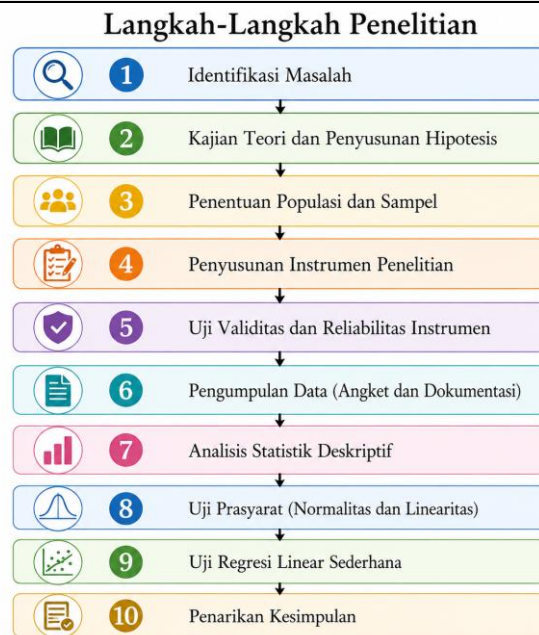 Langkah-Langkah Penelitian
1 Identifikasi Masalah
2 Kajian Teori dan Penyusunan Hipotesis
3 Penentuan Populasi dan Sampel
4 Penyusunan Instrumen Penelitian
5 Uji Validitas dan Reliabilitas Instrumen
6 Pengumpulan Data (Angket dan Dokumentasi)
7 Analisis Statistik Deskriptif
8 Uji Prasyarat (Normalitas dan Linearitas)
9 Uji Regresi Linear Sederhana
10 Penarikan Kesimpulan